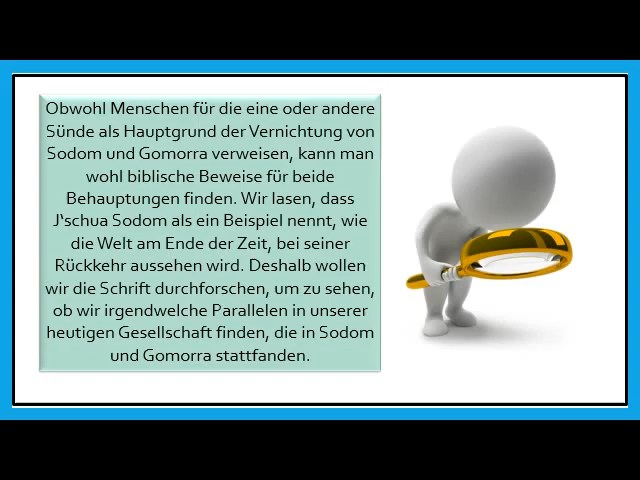 Obwohl Menschen für die eine oder andere
Sünde als Hauptgrund der Vernichtung von
Sodom und Gomorra verweisen, kann man
wohl biblische Beweise für beide
Behauptungen finden. Wir lasen, dass
J‘schua Sodom als ein Beispiel nennt, wie
die Welt am Ende der Zeit, bei seiner
Rückkehr aussehen wird. Deshalb wollen
wir die Schrift durchforschen, um zu sehen,
ob wir irgendwelche Parallelen in unserer
heutigen Gesellschaft finden, die in Sodom
und Gomorra stattfanden.